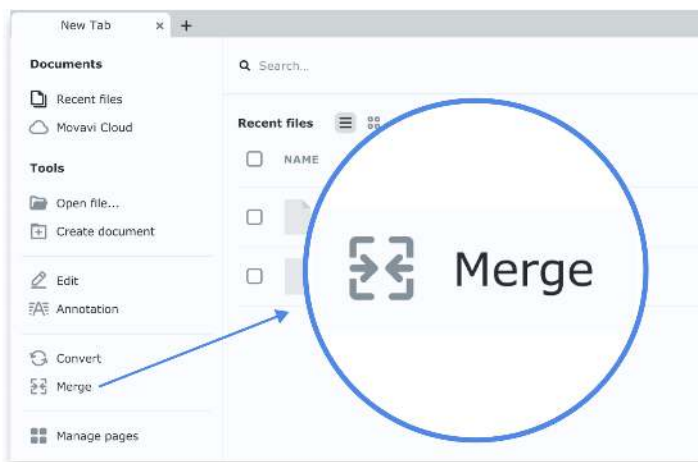 New Tab × +
Documents
Recent files
Movavi Cloud
Tools
Open file...
Create document
Edit
Annotation
Convert
Merge
Manage pages
Search...
Recent files
NAME
Merge